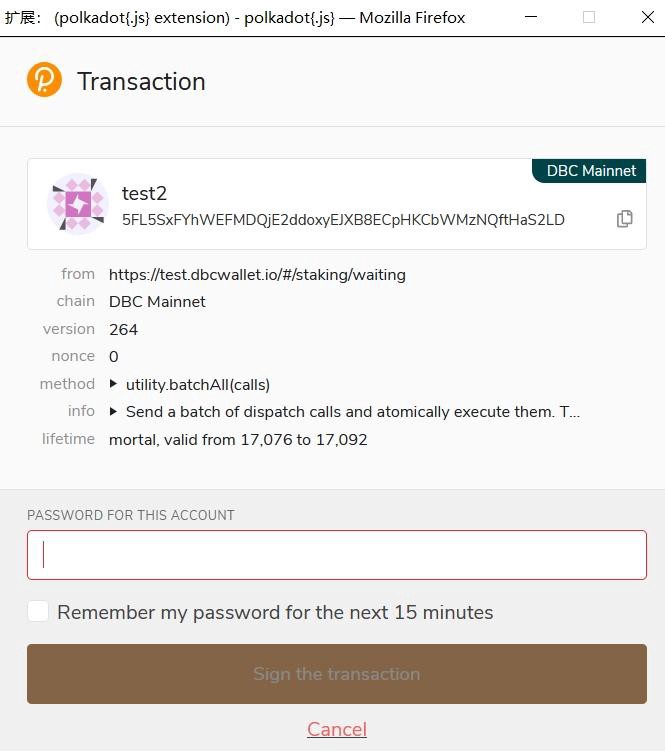 扩展: (polkadot{.js} extension) - polkadot{.js} — Mozilla Firefox
Transaction
DBC Mainnet
test2
5FL5SxFYhWEFMDQjE2ddoxyEJXB8ECpHKCbWMzNQftHaS2LD
from https://test.dbcwallet.io/#/staking/waiting
chain DBC Mainnet
version 264
nonce 0
method utility.batchAll(calls)
info Send a batch of dispatch calls and atomically execute them. T...
lifetime mortal, valid from 17,076 to 17,092
PASSWORD FOR THIS ACCOUNT
Remember my password for the next 15 minutes
Sign the transaction
Cancel